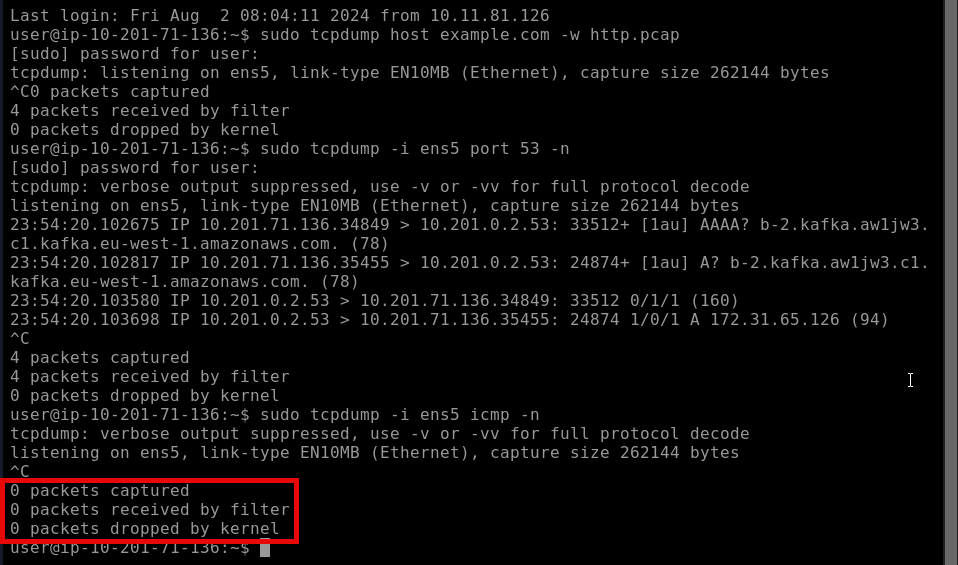 Last login: Fri Aug  2 08:04:11 2024 from 10.11.81.126
user@ip-10-201-71-136:~$ sudo tcpdump host example.com -w http.pcap
[sudo] password for user:
tcpdump: listening on ens5, link-type EN10MB (Ethernet), capture size 262144 bytes
^C0 packets captured
4 packets received by filter
0 packets dropped by kernel
user@ip-10-201-71-136:~$ sudo tcpdump -i ens5 port 53 -n
[sudo] password for user:
tcpdump: verbose output suppressed, use -v or -vv for full protocol decode
listening on ens5, link-type EN10MB (Ethernet), capture size 262144 bytes
23:54:20.102675 IP 10.201.71.136.34849 > 10.201.0.2.53: 33512+ [1au] AAAA? b-2.kafka.aw1jw3.
c1.kafka.eu-west-1.amazonaws.com. (78)
23:54:20.102817 IP 10.201.71.136.35455 > 10.201.0.2.53: 24874+ [1au] A? b-2.kafka.aw1jw3.c1.
kafka.eu-west-1.amazonaws.com. (78)
23:54:20.103580 IP 10.201.0.2.53 > 10.201.71.136.34849: 33512 0/1/1 (160)
23:54:20.103698 IP 10.201.0.2.53 > 10.201.71.136.35455: 24874 1/0/1 A 172.31.65.126 (94)
^C
4 packets captured
4 packets received by filter
0 packets dropped by kernel
user@ip-10-201-71-136:~$ sudo tcpdump -i ens5 icmp -n
tcpdump: verbose output suppressed, use -v or -vv for full protocol decode
listening on ens5, link-type EN10MB (Ethernet), capture size 262144 bytes
^C
0 packets captured
0 packets received by filter
0 packets dropped by kernel
user@ip-10-201-71-136:~$